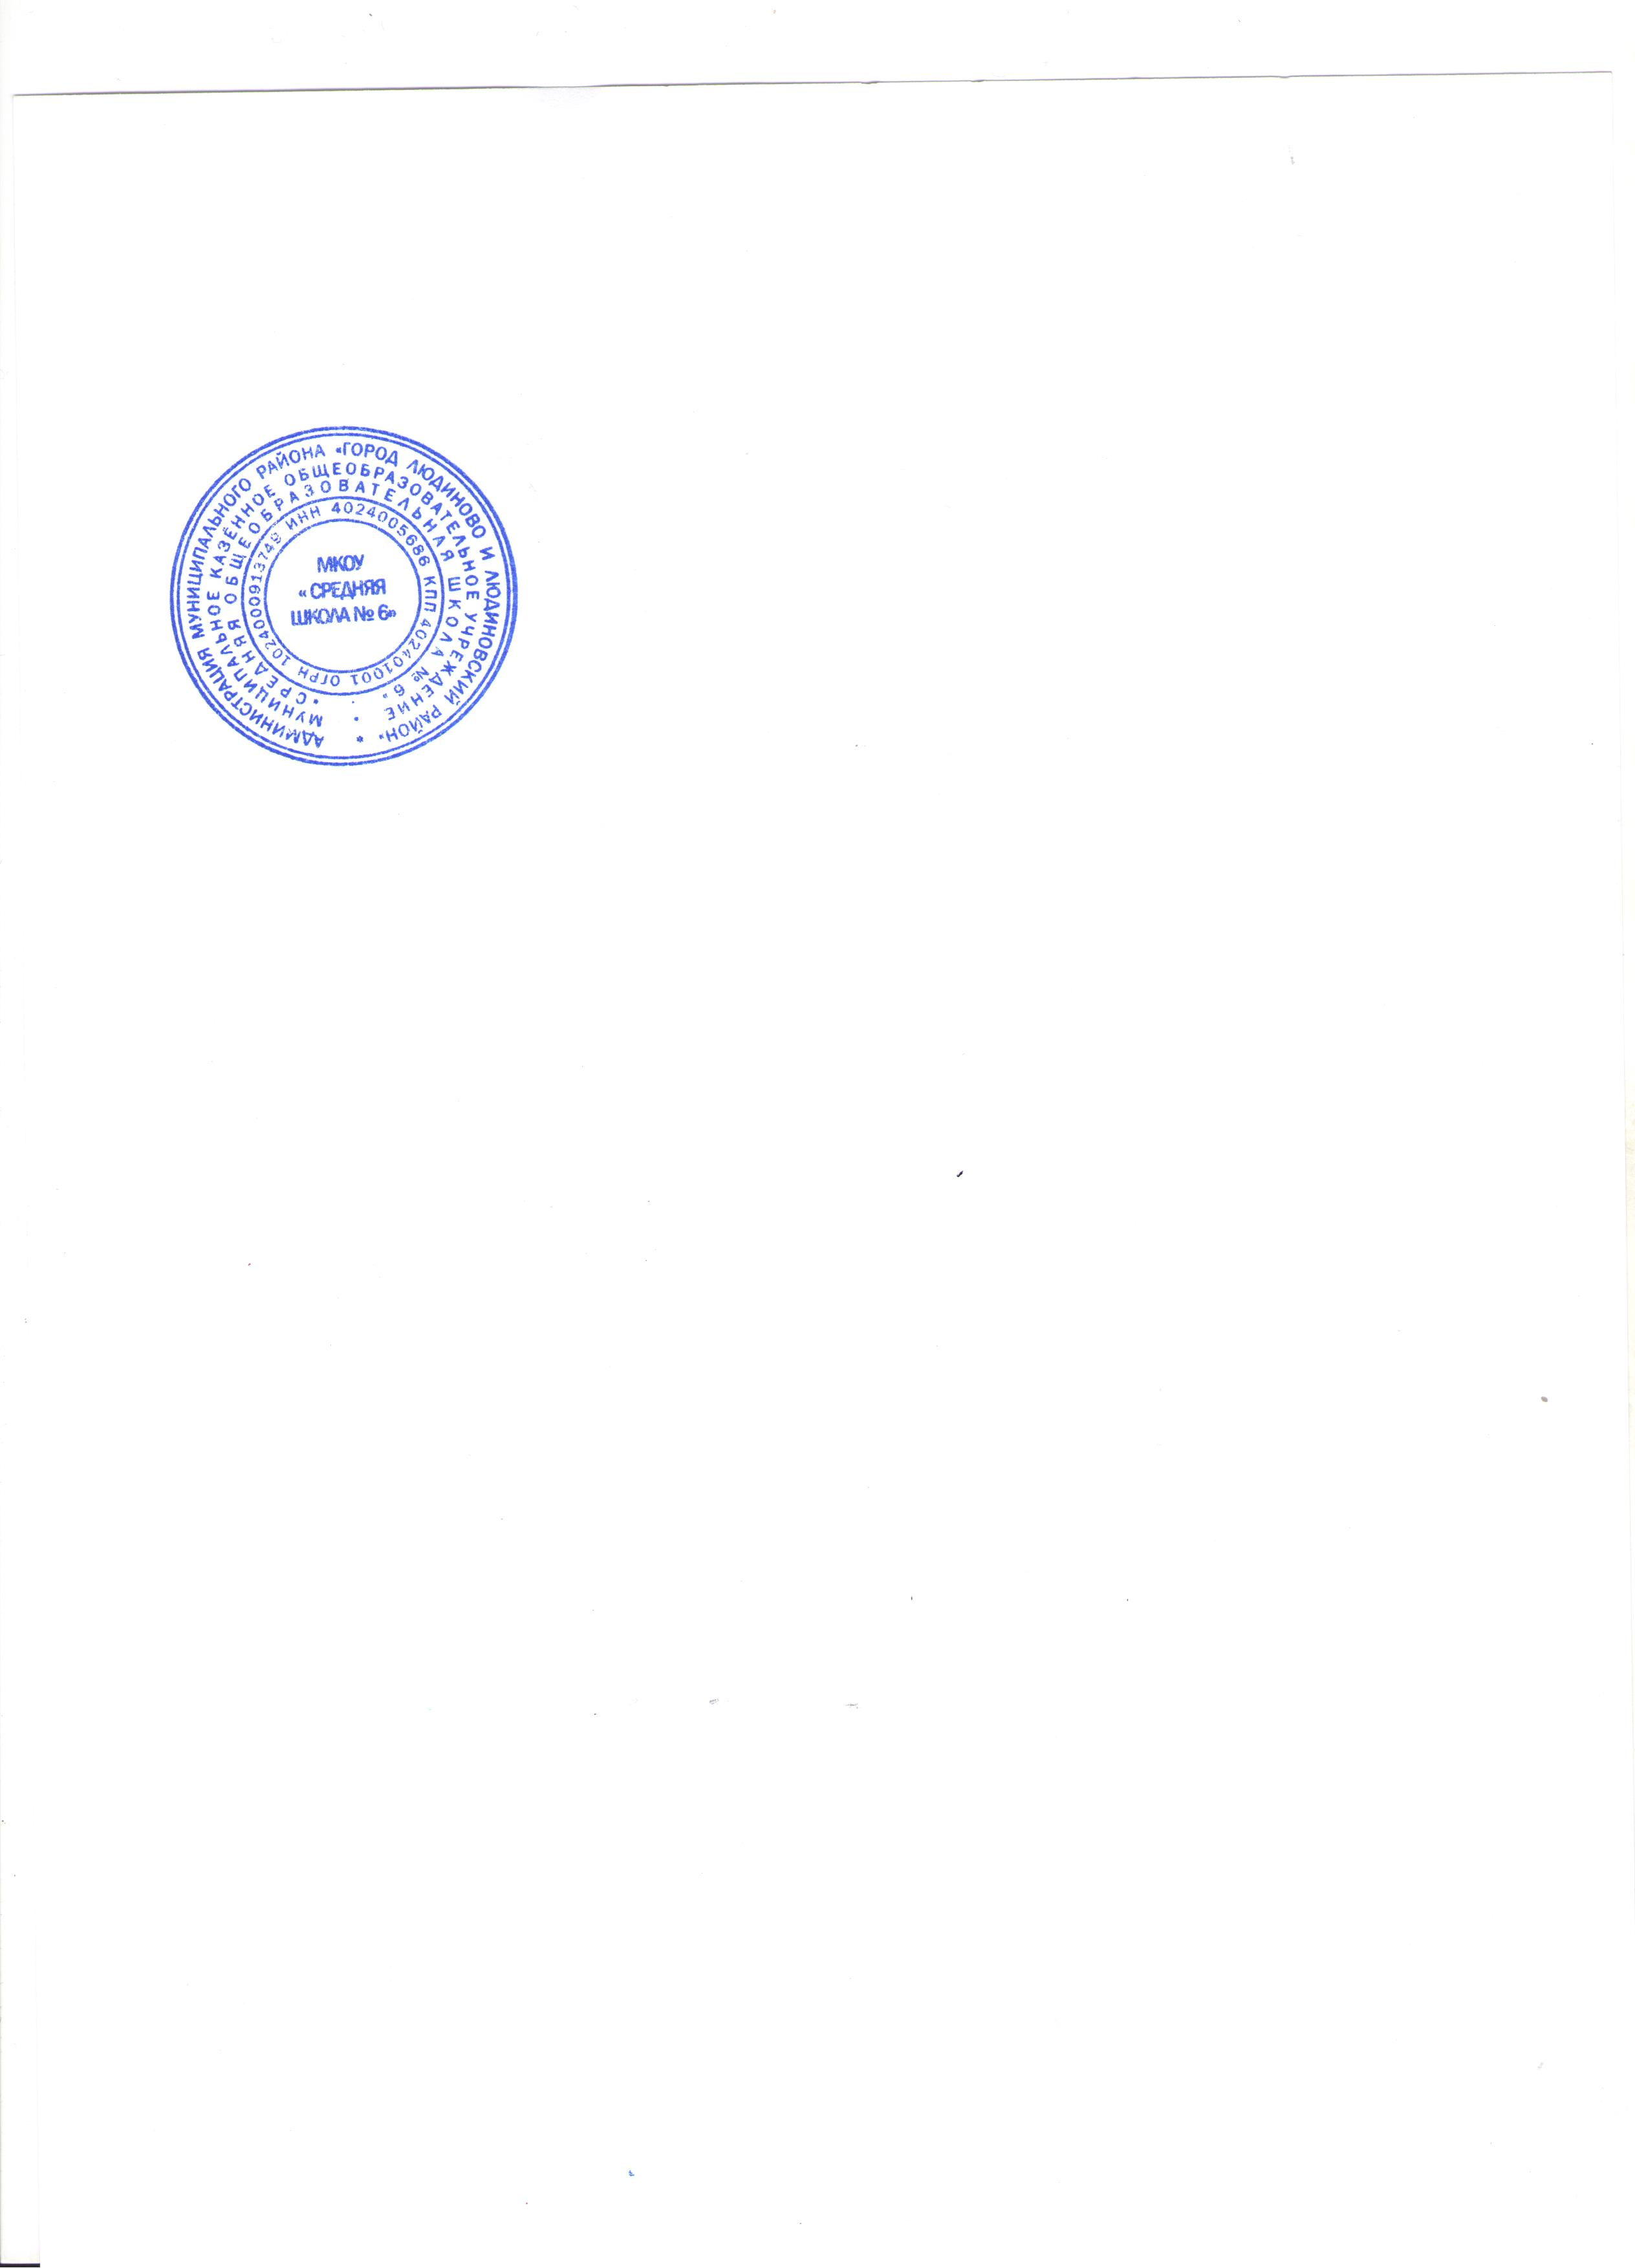 АДМИНИСТРАЦИЯ МУНИЦИПАЛЬНОГО РАЙОНА «ГОРОД ЛЮДИНОВО И ЛЮДИНОВСКИЙ РАЙОН»
МУНИЦИПАЛЬНОЕ КАЗЁННОЕ ОБЩЕОБРАЗОВАТЕЛЬНОЕ УЧРЕЖДЕНИЕ
«СРЕДНЯЯ ОБЩЕОБРАЗОВАТЕЛЬНАЯ ШКОЛА № 6»
ОГРН 1024000913749 ИНН 4024005686 КПП 402401001
МКОУ
«СРЕДНЯЯ
ШКОЛА № 6»